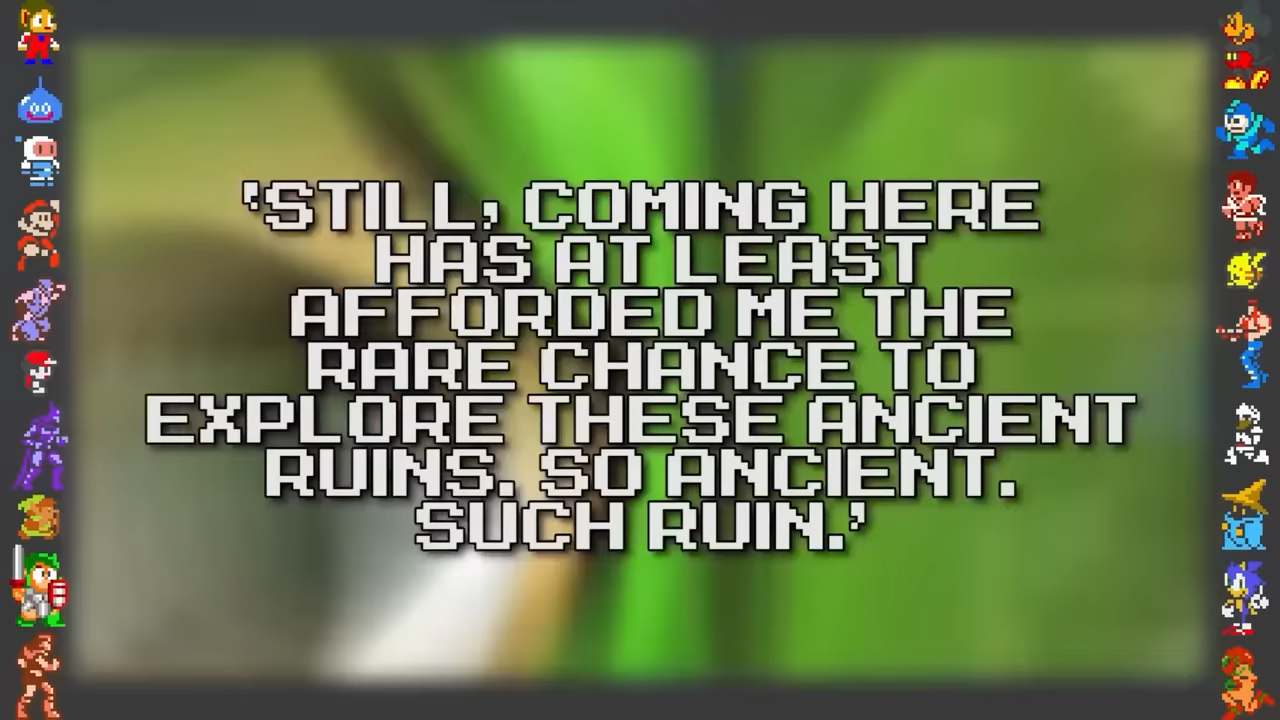 'STILL, COMING HERE
HAS AT LEAST
AFFORDED ME THE
RARE CHANCE TO
EXPLORE THESE ANCIENT
RUINS. SO ANCIENT.
SUCH RUIN.'